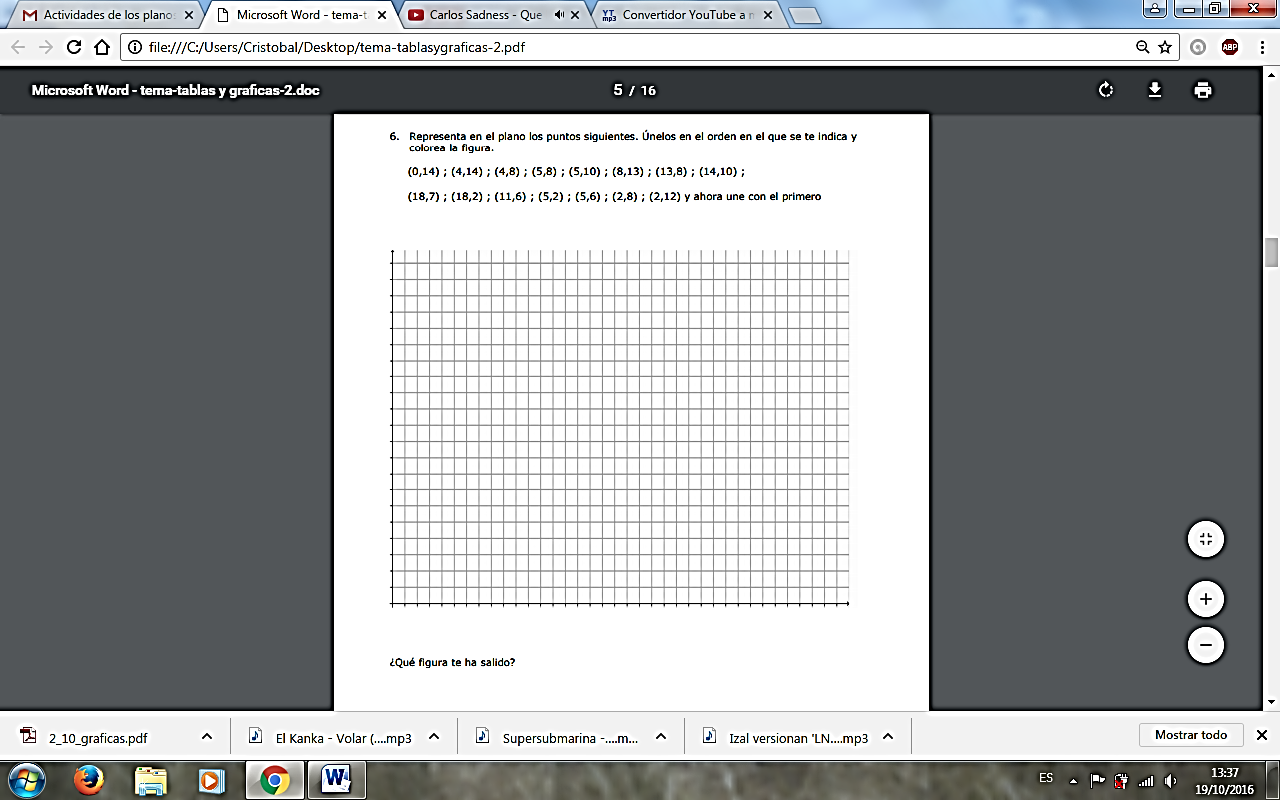 Actividades de los planos
Microsoft Word - tema-t
Carlos Sadness - Que
Convertidor YouTube a m
file:///C:/Users/Cristobal/Desktop/tema-tablasygraficas-2.pdf
ABP
Microsoft Word - tema-tablas y graficas-2.doc
5 / 16
6. Representa en el plano los puntos siguientes. Únelos en el orden en el que se te indica y
colorea la figura.
(0,14) ; (4,14) ; (4,8) ; (5,8) ; (5,10) ; (8,13) ; (13,8) ; (14,10) ;
(18,7) ; (18,2) ; (11,6) ; (5,2) ; (5,6) ; (2,8) ; (2,12) y ahora une con el primero
¿Qué figura te ha salido?
2_10_graficas.pdf
El Kanka - Volar (....mp3
Supersubmarina -....m...
Izal versionan 'LN....mp3
Mostrar todo
ES
13:37
19/10/2016